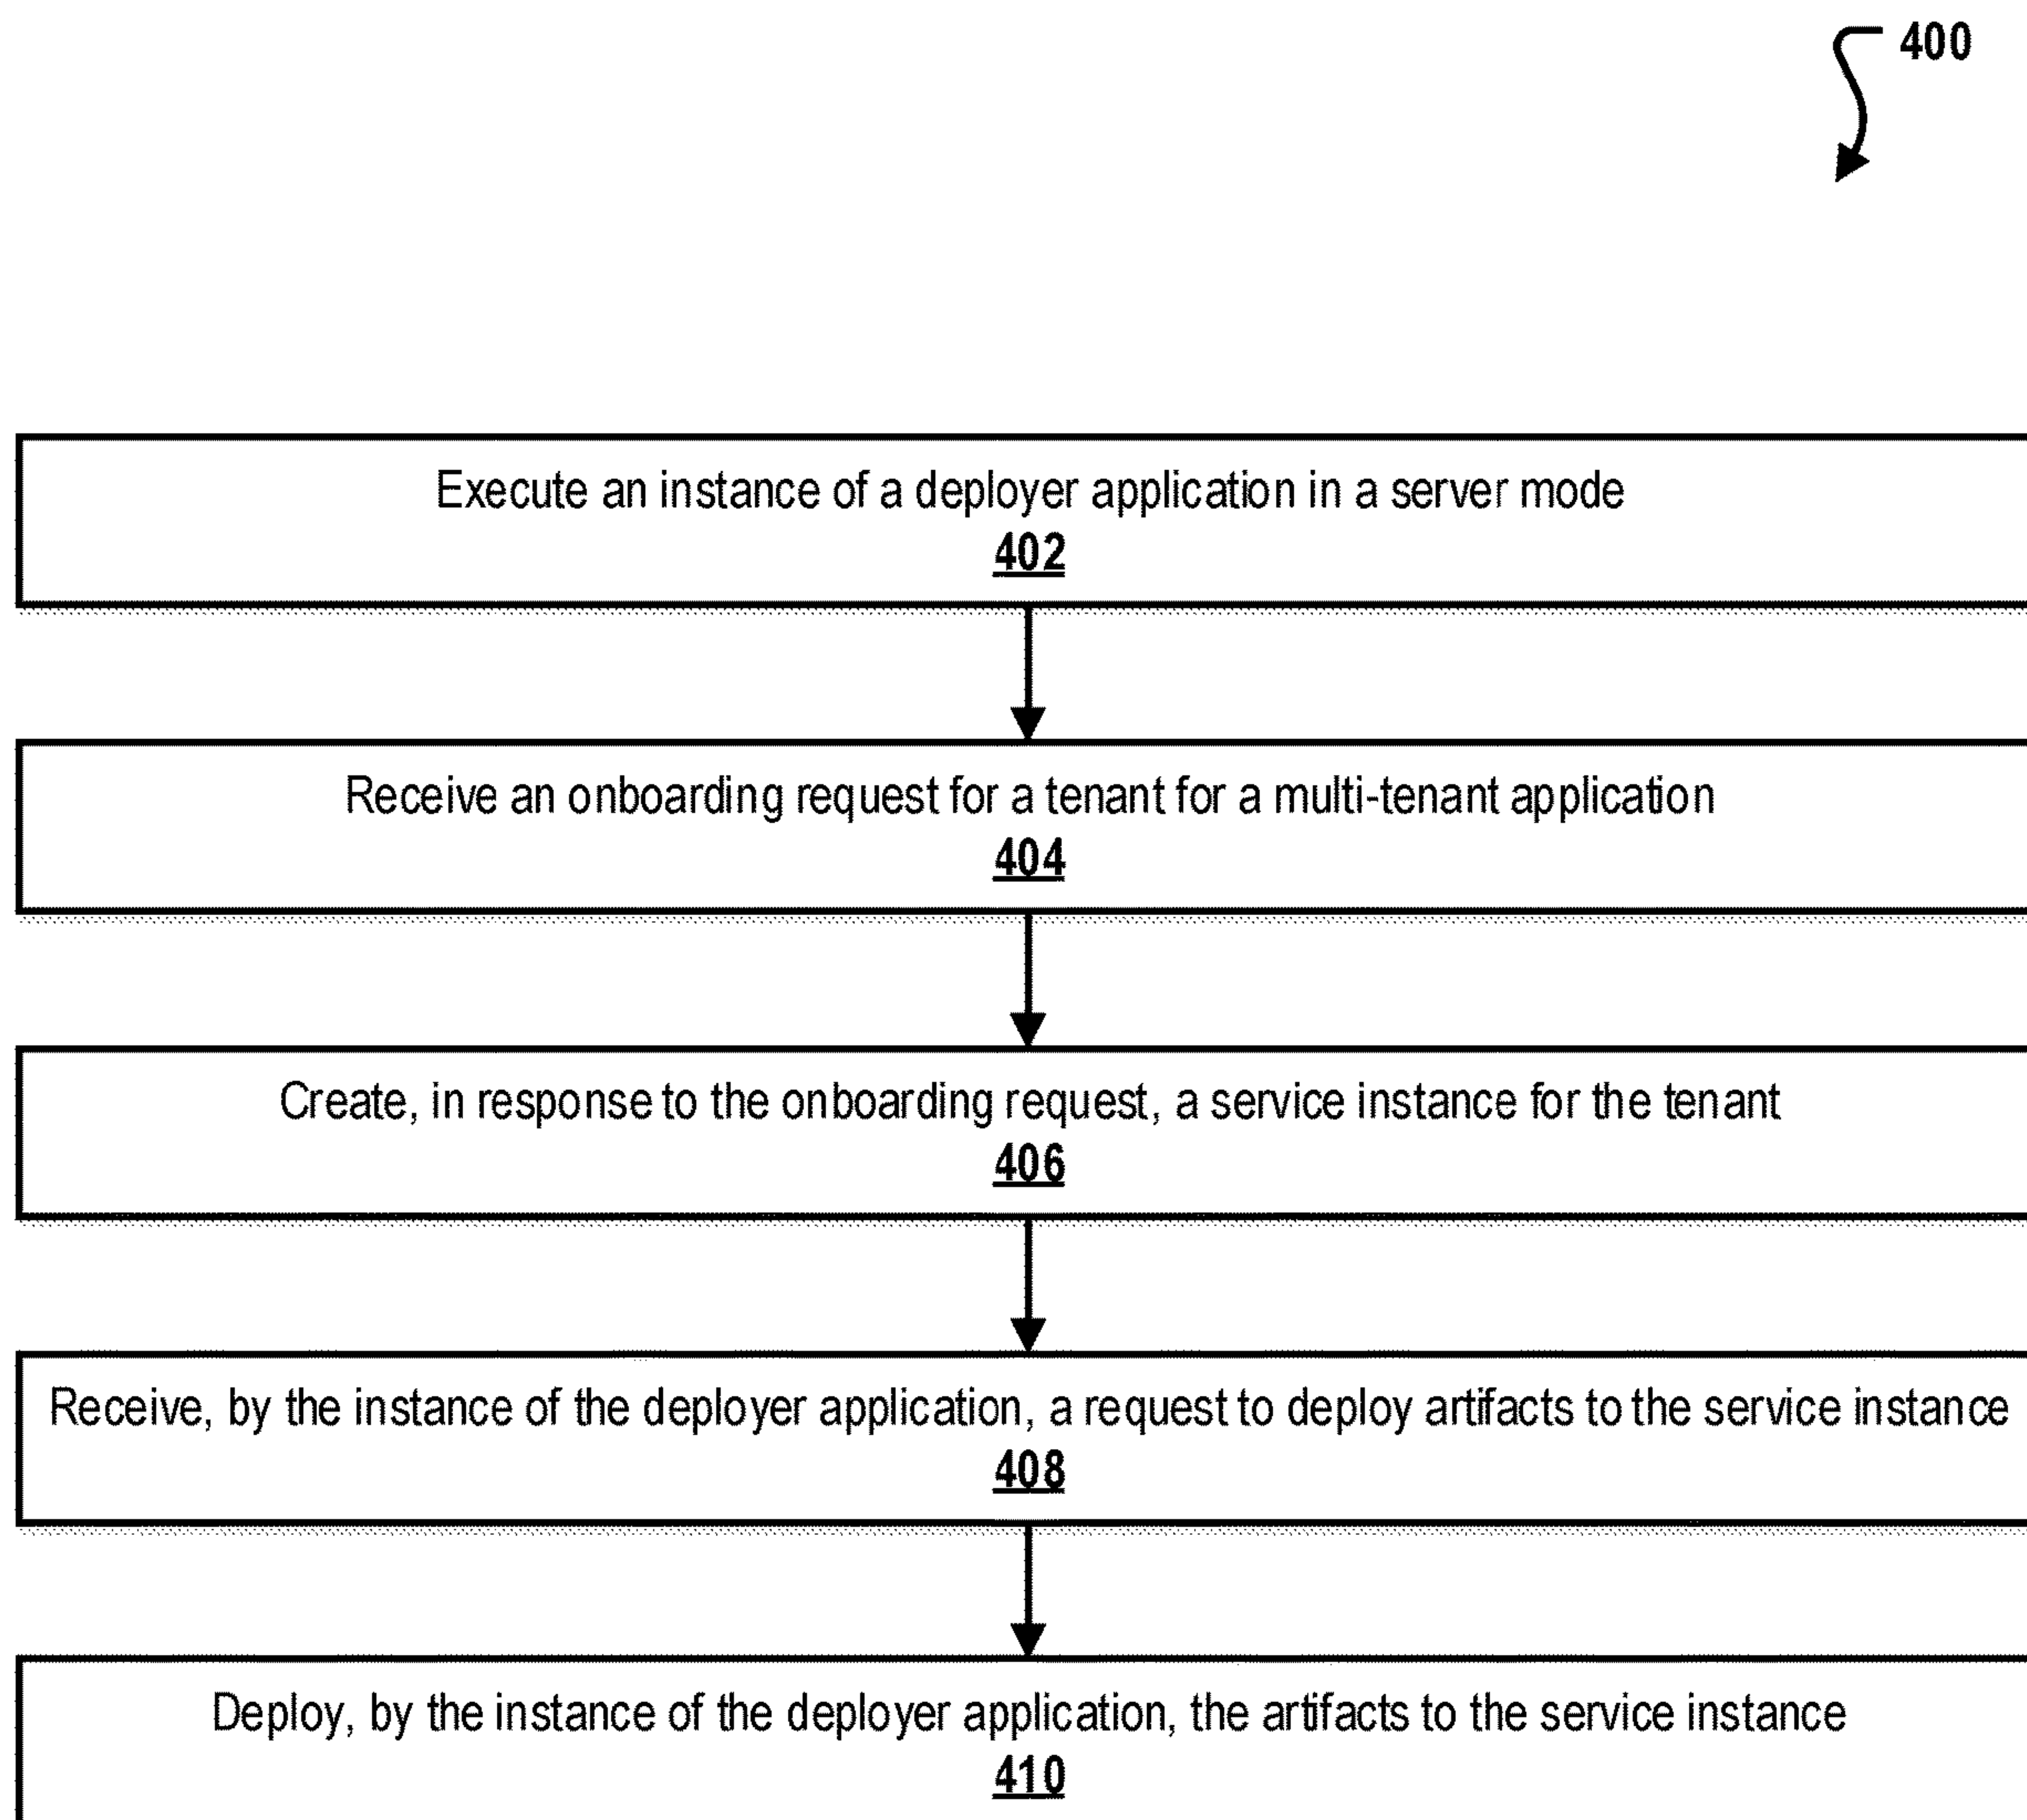 400
Execute an instance of a deployer application in a server mode
402
Receive an onboarding request for a tenant for a multi-tenant application
404
Create, in response to the onboarding request, a service instance for the tenant
406
Receive, by the instance of the deployer application, a request to deploy artifacts to the service instance
408
Deploy, by the instance of the deployer application, the artifacts to the service instance
410